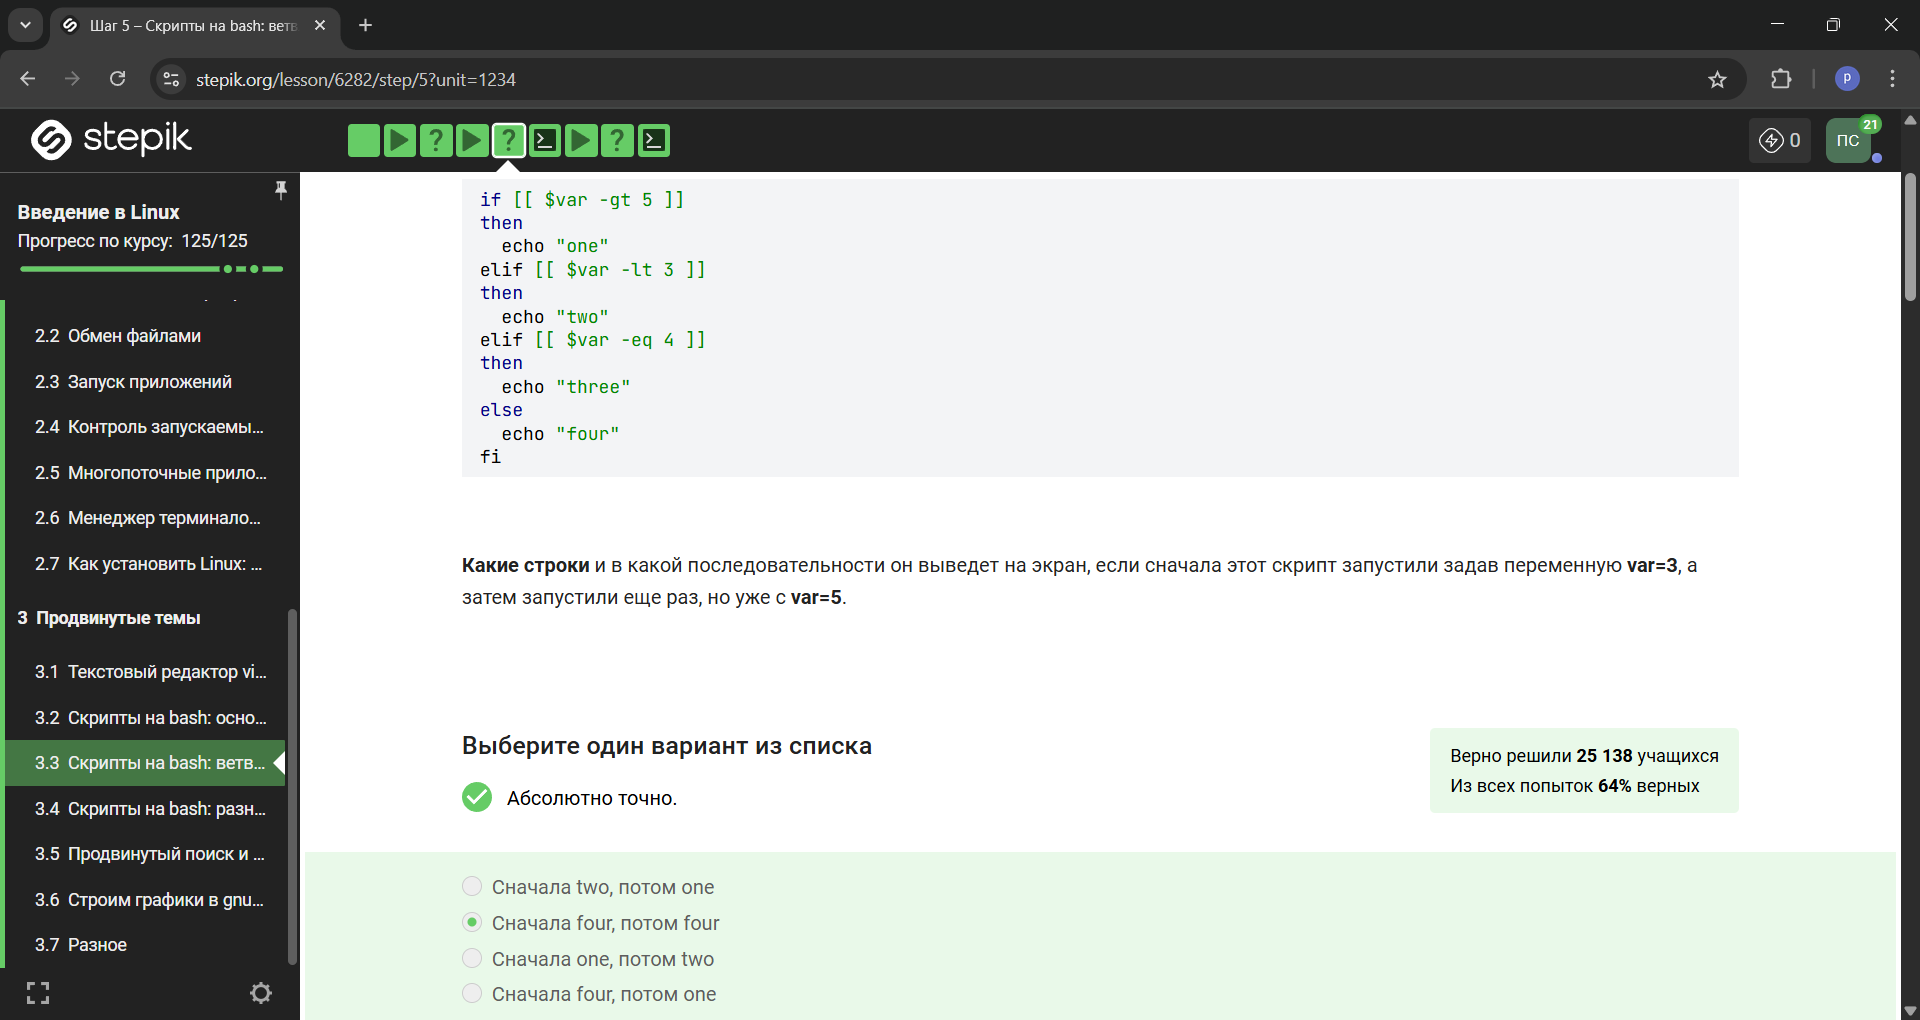 Шаг 5 – Скрипты на bash: ветв
stepik.org/lesson/6282/step/5?unit=1234
P
stepik
? ?
?
0
ПС
21
Введение в Linux
Прогресс по курсу: 125/125
2.2 Обмен файлами
2.3 Запуск приложений
2.4 Контроль запускаемы...
2.5 Многопоточные прило...
2.6 Менеджер терминало...
2.7 Как установить Linux: ...
3 Продвинутые темы
3.1 Текстовый редактор vi...
3.2 Скрипты на bash: осно...
3.3 Скрипты на bash: ветв...
3.4 Скрипты на bash: разн...
3.5 Продвинутый поиск и ...
3.6 Строим графики в gnu...
3.7 Разное
if [[ $var -gt 5 ]]
then
  echo "one"
elif [[ $var -lt 3 ]]
then
  echo "two"
elif [[ $var -eq 4 ]]
then
  echo "three"
else
  echo "four"
fi
Какие строки и в какой последовательности он выведет на экран, если сначала этот скрипт запустили задав переменную var=3, а
затем запустили еще раз, но уже с var=5.
Выберите один вариант из списка
Абсолютно точно.
Верно решили 25 138 учащихся
Из всех попыток 64% верных
Сначала two, потом one
Сначала four, потом four
Сначала one, потом two
Сначала four, потом one